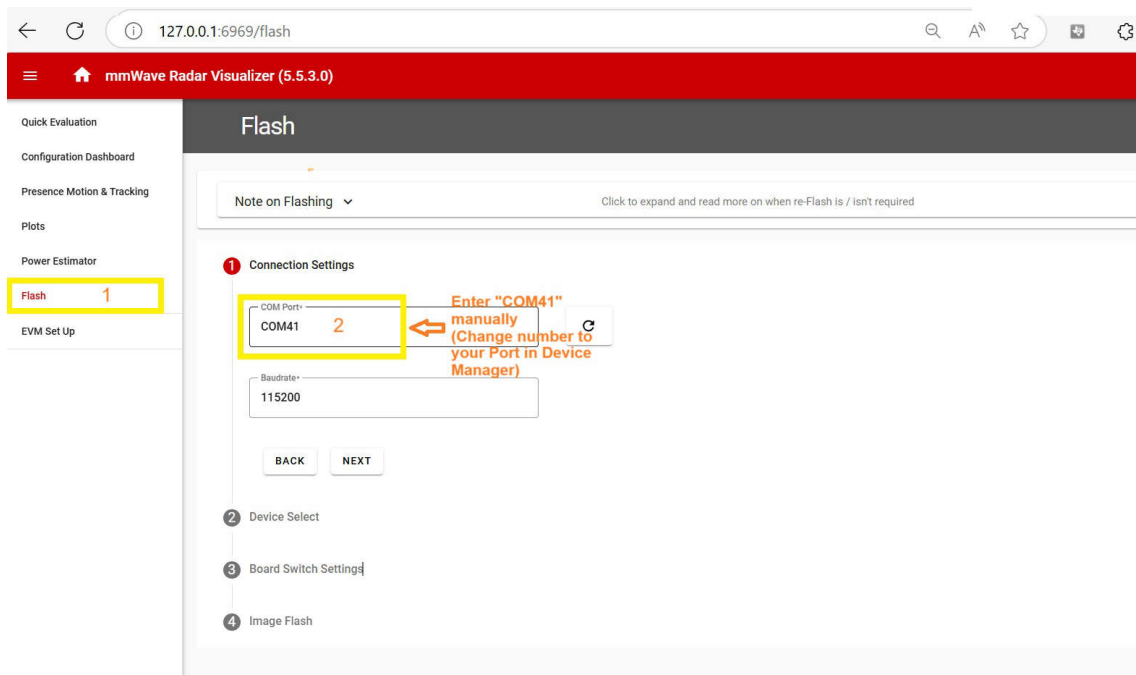 127.0.0.1:6969/flash
mmWave Radar Visualizer (5.5.3.0)
Quick Evaluation
Configuration Dashboard
Presence Motion & Tracking
Plots
Power Estimator
Flash 1
EVM Set Up
Flash
Note on Flashing
Click to expand and read more on when re-Flash is / isn't required
1 Connection Settings
COM Port*
COM41 2
Enter "COM41"
manually
(Change number to
your Port in Device
Manager)
Baudrate*
115200
BACK NEXT
2 Device Select
3 Board Switch Settings
4 Image Flash